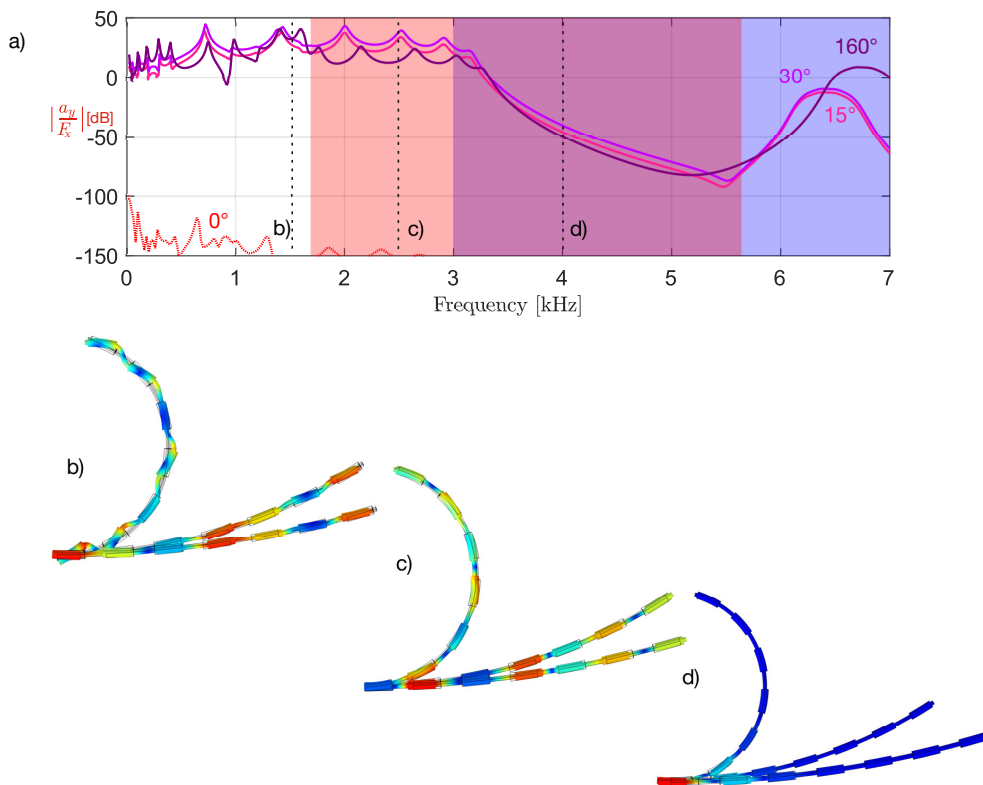 a)
50
0
-50
-100
-150
| a_y / F_x | [dB]
160°
30°
15°
0°
b)
c)
d)
0 1 2 3 4 5 6 7
Frequency [kHz]
b)
c)
d)